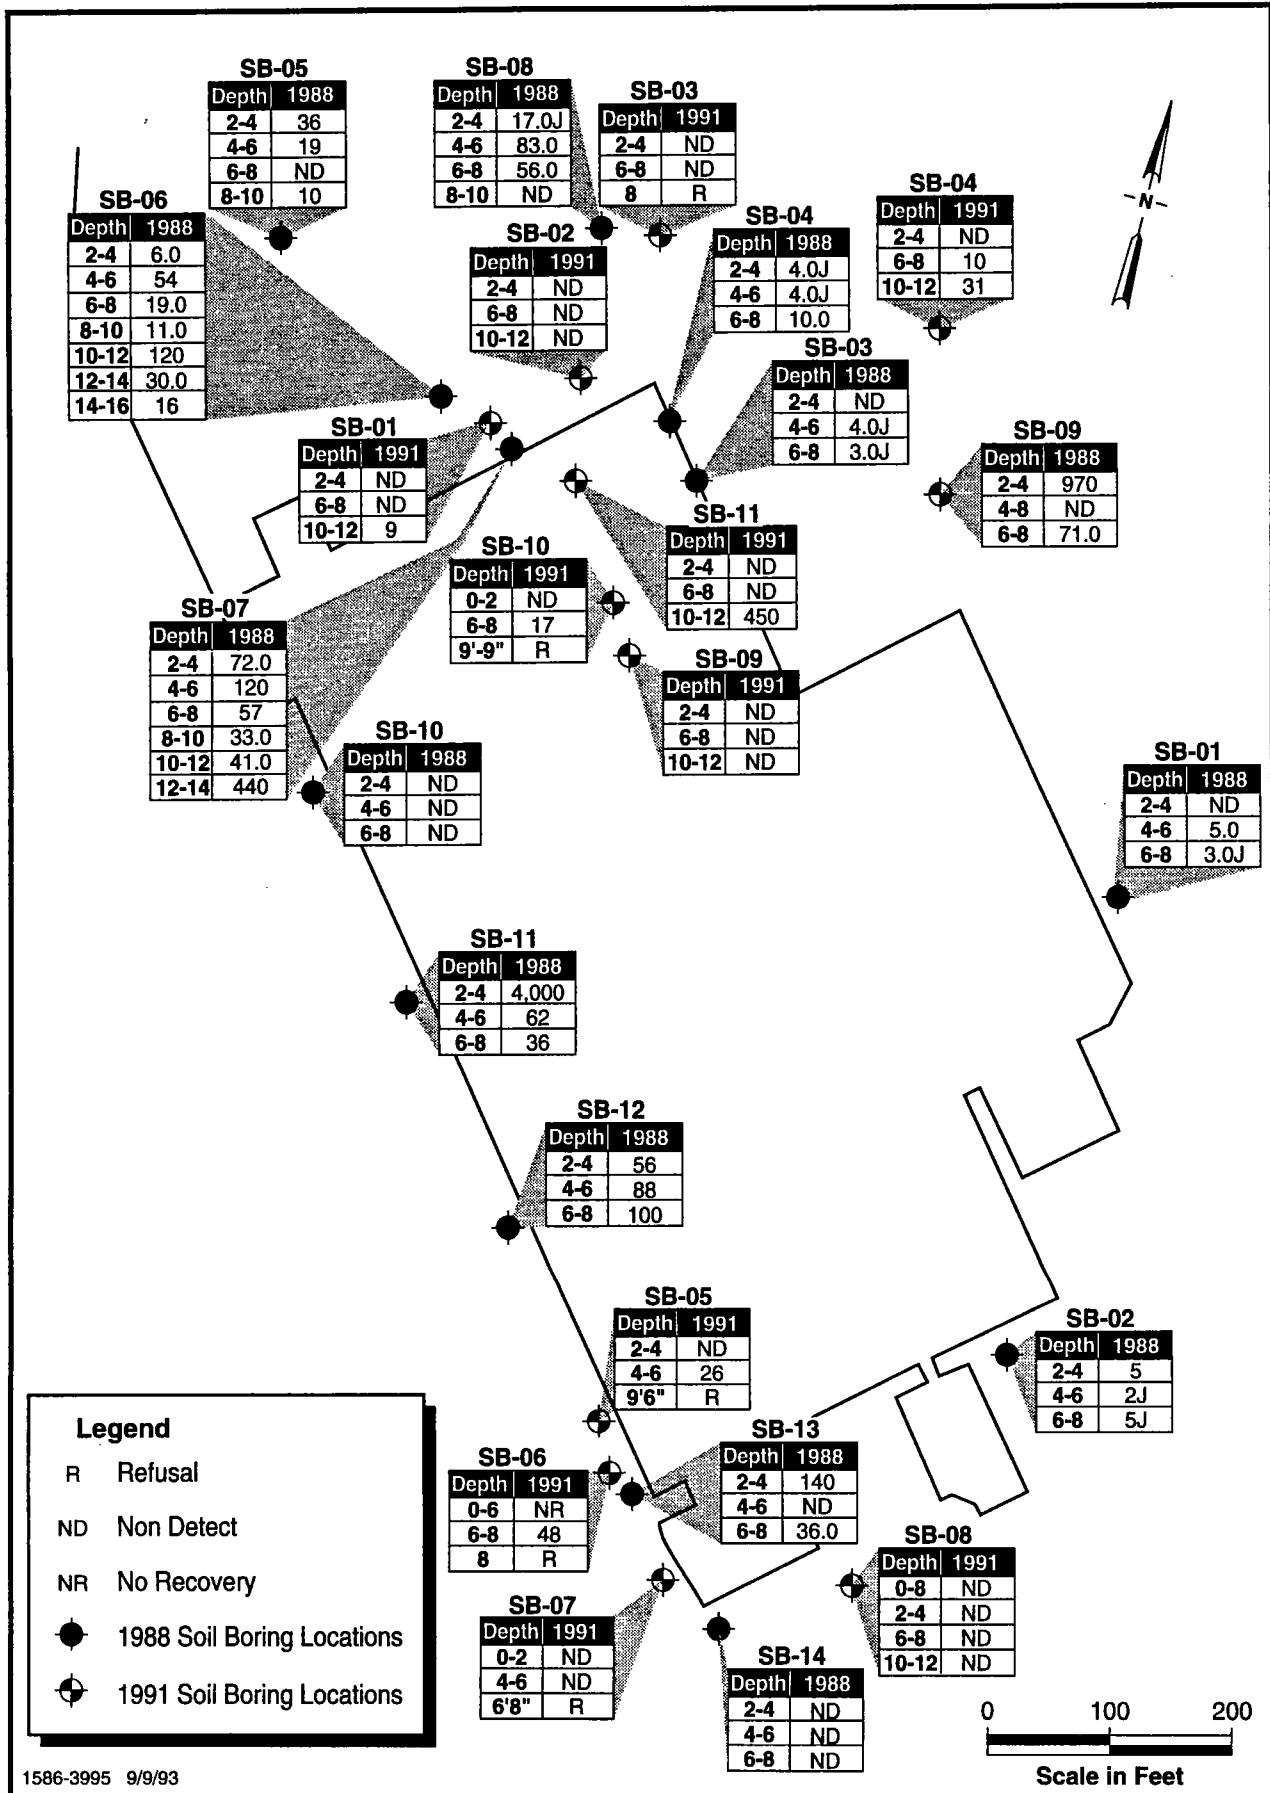 SB-05
Depth 1988
2-4 36
4-6 19
6-8 ND
8-10 10
SB-08
Depth 1988
2-4 17.0J
4-6 83.0
6-8 56.0
8-10 ND
SB-03
Depth 1991
2-4 ND
6-8 ND
8 R
SB-06
Depth 1988
2-4 6.0
4-6 54
6-8 19.0
8-10 11.0
10-12 120
12-14 30.0
14-16 16
SB-02
Depth 1991
2-4 ND
6-8 ND
10-12 ND
SB-04
Depth 1988
2-4 4.0J
4-6 4.0J
6-8 10.0
SB-04
Depth 1991
2-4 ND
6-8 10
10-12 31
N
SB-03
Depth 1988
2-4 ND
4-6 4.0J
6-8 3.0J
SB-01
Depth 1991
2-4 ND
6-8 ND
10-12 9
SB-09
Depth 1988
2-4 970
4-8 ND
6-8 71.0
SB-11
Depth 1991
2-4 ND
6-8 ND
10-12 450
SB-10
Depth 1991
0-2 ND
6-8 17
9'-9" R
SB-07
Depth 1988
2-4 72.0
4-6 120
6-8 57
8-10 33.0
10-12 41.0
12-14 440
SB-09
Depth 1991
2-4 ND
6-8 ND
10-12 ND
SB-10
Depth 1988
2-4 ND
4-6 ND
6-8 ND
SB-01
Depth 1988
2-4 ND
4-6 5.0
6-8 3.0J
SB-11
Depth 1988
2-4 4,000
4-6 62
6-8 36
SB-12
Depth 1988
2-4 56
4-6 88
6-8 100
SB-05
Depth 1991
2-4 ND
4-6 26
9'6" R
SB-02
Depth 1988
2-4 5
4-6 2J
6-8 5J
SB-13
Depth 1988
2-4 140
4-6 ND
6-8 36.0
SB-06
Depth 1991
0-6 NR
6-8 48
8 R
SB-08
Depth 1991
0-8 ND
2-4 ND
6-8 ND
10-12 ND
SB-07
Depth 1991
0-2 ND
4-6 ND
6'8" R
SB-14
Depth 1988
2-4 ND
4-6 ND
6-8 ND
Legend
R Refusal
ND Non Detect
NR No Recovery
1988 Soil Boring Locations
1991 Soil Boring Locations
0 100 200
Scale in Feet
1586-3995 9/9/93